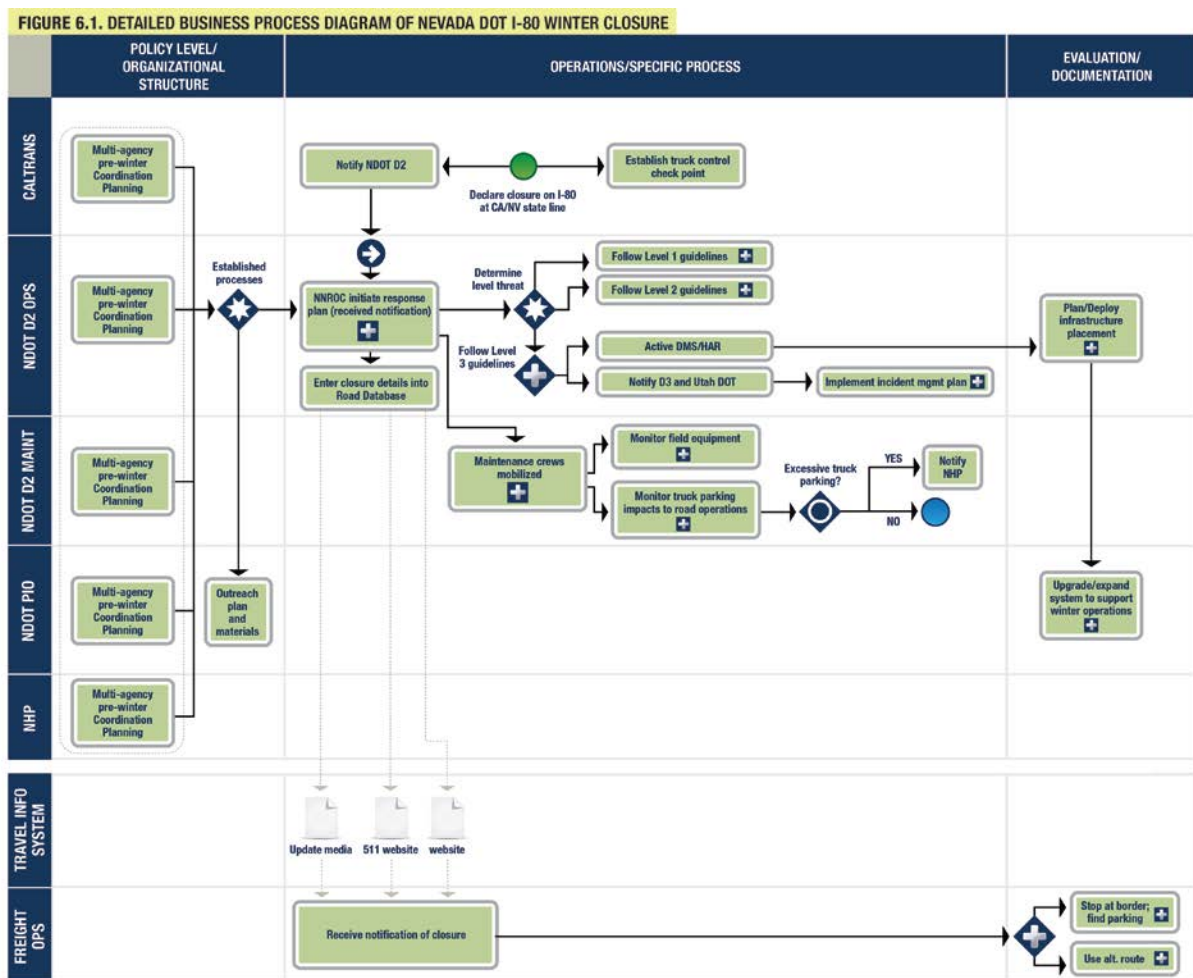 FIGURE 6.1. DETAILED BUSINESS PROCESS DIAGRAM OF NEVADA DOT I-80 WINTER CLOSURE
POLICY LEVEL/
ORGANIZATIONAL
STRUCTURE
OPERATIONS/SPECIFIC PROCESS
EVALUATION/
DOCUMENTATION
CALTRANS
Multi-agency
pre-winter
Coordination
Planning
Notify NDOT D2
Declare closure on I-80
at CA/NV state line
Establish truck control
check point
NDOT D2 OPS
Multi-agency
pre-winter
Coordination
Planning
Established
processes
NNROC initiate response
plan (received notification)
Enter closure details into
Road Database
Determine
level threat
Follow Level 1 guidelines
Follow Level 2 guidelines
Follow Level
3 guidelines
Active DMS/HAR
Notify D3 and Utah DOT
Implement incident mgmt plan
Plan/Deploy
infrastructure
placement
NDOT D2 MAINT
Multi-agency
pre-winter
Coordination
Planning
Maintenance crews
mobilized
Monitor field equipment
Monitor truck parking
impacts to road operations
Excessive truck
parking?
YES
NO
Notify
NHP
NDOT PIO
Multi-agency
pre-winter
Coordination
Planning
Outreach
plan
and
materials
Upgrade/expand
system to support
winter operations
NHP
Multi-agency
pre-winter
Coordination
Planning
TRAVEL INFO
SYSTEM
Update media
511 website
website
FREIGHT
OPS
Receive notification of closure
Stop at border;
find parking
Use alt. route